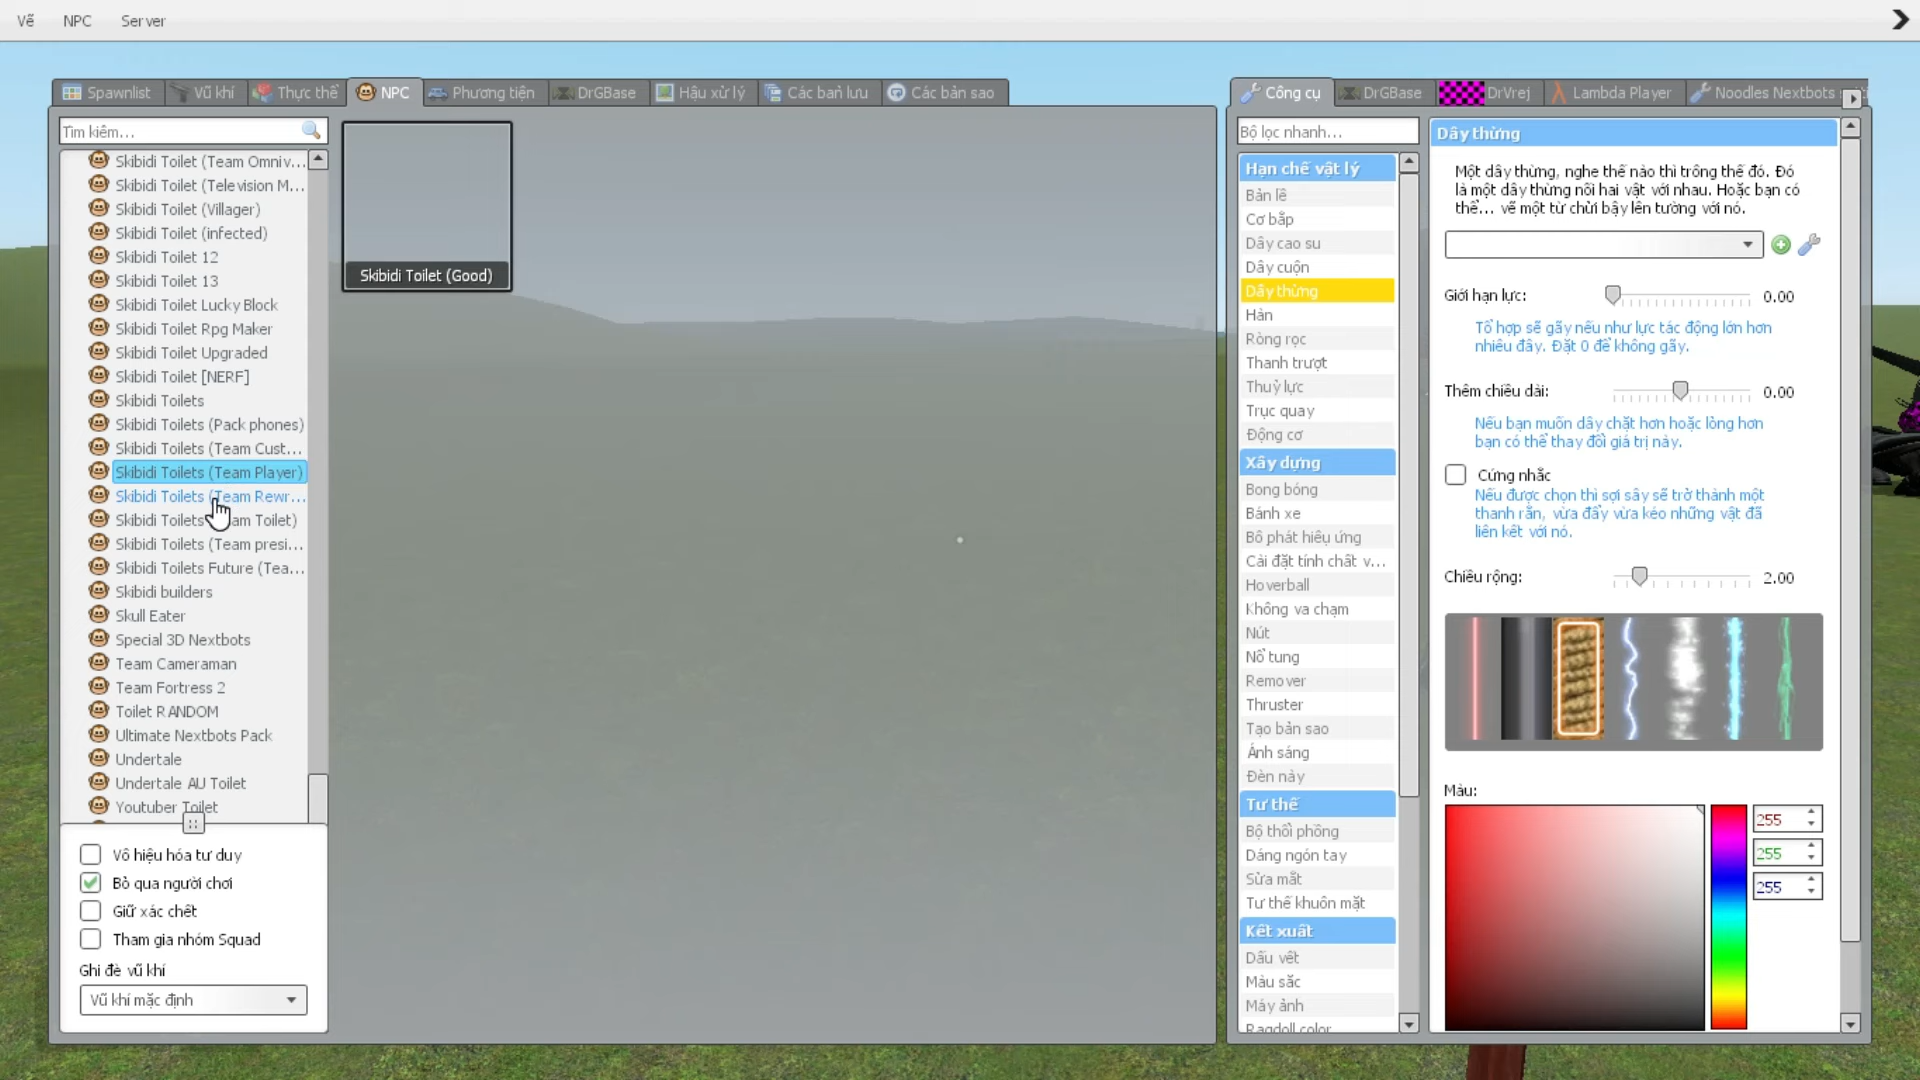 Vẽ NPC Server
Spawnlist Vũ khí Thực thể NPC Phương tiện DrGBase Hậu xử lý Các bản lưu Các bản sao
Tìm kiếm...
Skibidi Toilet (Team Omniv...
Skibidi Toilet (Television M...
Skibidi Toilet (Villager)
Skibidi Toilet (infected)
Skibidi Toilet 12
Skibidi Toilet 13
Skibidi Toilet Lucky Block
Skibidi Toilet Rpg Maker
Skibidi Toilet Upgraded
Skibidi Toilet [NERF]
Skibidi Toilets
Skibidi Toilets (Pack phones)
Skibidi Toilets (Team Cust...
Skibidi Toilets (Team Player)
Skibidi Toilets (Team Rewr...
Skibidi Toilets am Toilet)
Skibidi Toilets (Team presi...
Skibidi Toilets Future (Tea...
Skibidi builders
Skull Eater
Special 3D Nextbots
Team Cameraman
Team Fortress 2
Toilet RANDOM
Ultimate Nextbots Pack
Undertale
Undertale AU Toilet
Youtuber Toilet
Vô hiệu hóa tư duy
Bỏ qua người chơi
Giữ xác chết
Tham gia nhóm Squad
Ghi đè vũ khí
Vũ khí mặc định
Skibidi Toilet (Good)
Công cụ DrGBase DrVrej Lambda Player Noodles Nextbots
Bộ lọc nhanh...
Hạn chế vật lý
Bản lề
Cơ bắp
Dây cao su
Dây cuộn
Dây thừng
Hàn
Ròng rọc
Thanh trượt
Thuỷ lực
Trục quay
Động cơ
Xây dựng
Bong bóng
Bánh xe
Bộ phát hiệu ứng
Cài đặt tính chất v...
Hoverball
Không va chạm
Nút
Nổ tung
Remover
Thruster
Tạo bản sao
Ánh sáng
Đèn này
Tư thế
Bộ thổi phồng
Dáng ngón tay
Sửa mắt
Tư thế khuôn mặt
Kết xuất
Dấu vết
Màu sắc
Máy ảnh
Ragdoll color
Dây thừng
Một dây thừng, nghe thế nào thì trông thế đó. Đó
là một dây thừng nối hai vật với nhau. Hoặc bạn có
thể... vẽ một từ chửi bậy lên tường với nó.
Giới hạn lực: 0.00
Tổ hợp sẽ gãy nếu như lực tác động lớn hơn
nhiêu đây. Đặt 0 để không gãy.
Thêm chiều dài: 0.00
Nếu bạn muốn dây chặt hơn hoặc lỏng hơn
bạn có thể thay đổi giá trị này.
Cứng nhắc
Nếu được chọn thì sợi sây sẽ trở thành một
thanh rắn, vừa đẩy vừa kéo những vật đã
liên kết với nó.
Chiều rộng: 2.00
Màu:
255
255
255